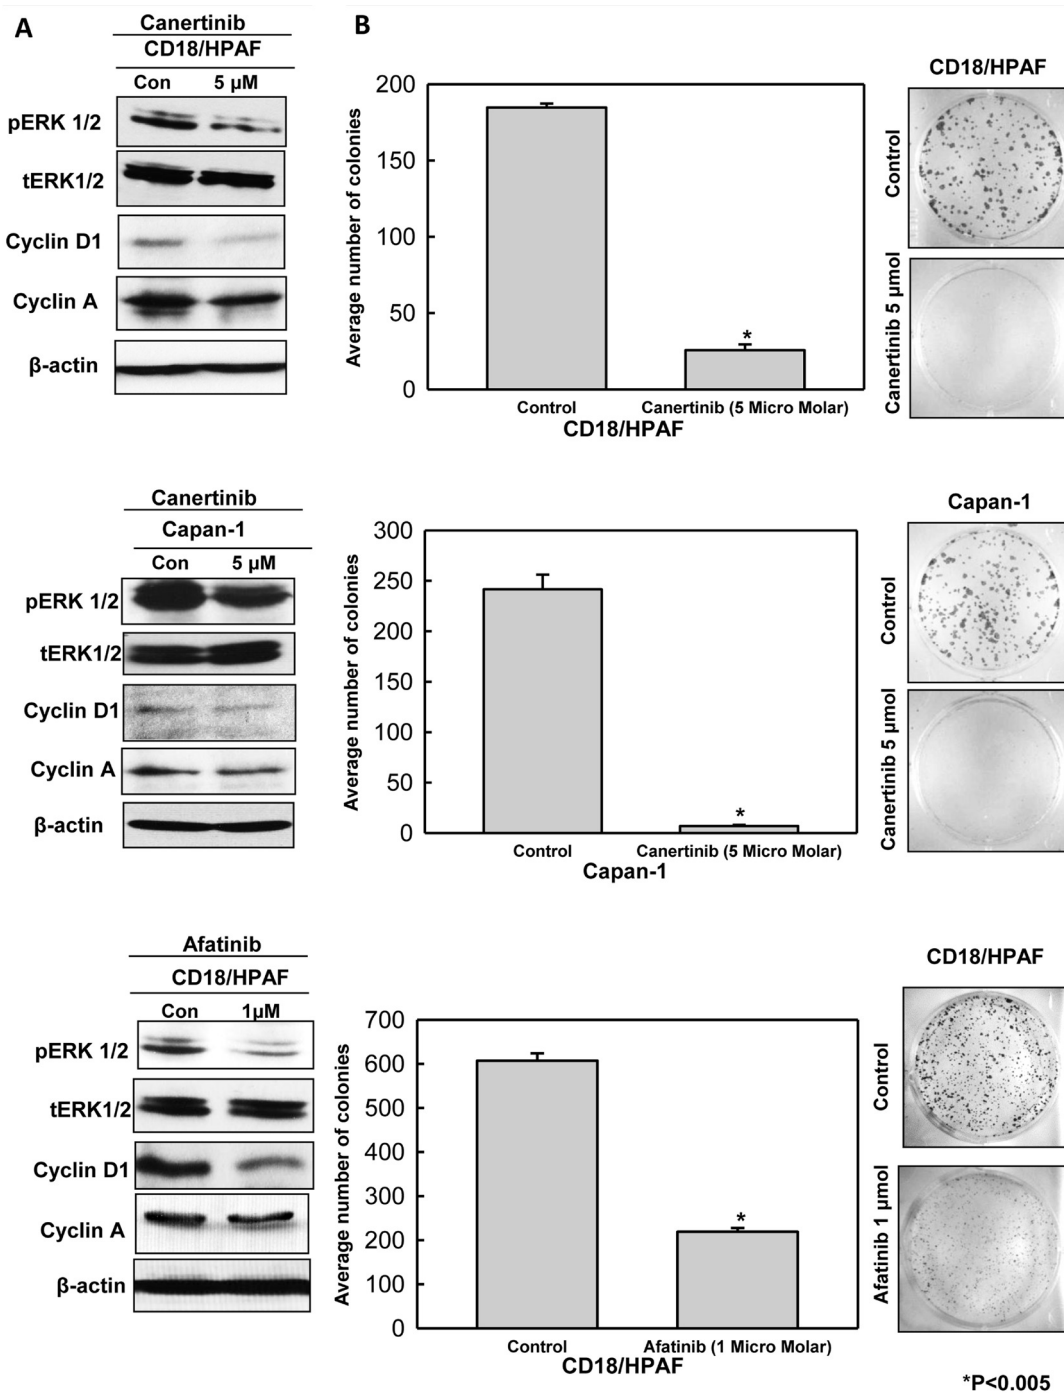 A
Canertinib
CD18/HPAF
Con 5 µM
pERK 1/2
tERK1/2
Cyclin D1
Cyclin A
β-actin
B
Average number of colonies
200
150
100
50
0
Control Canertinib (5 Micro Molar)
CD18/HPAF
*
CD18/HPAF
Control
Canertinib 5 µmol
Canertinib
Capan-1
Con 5 µM
pERK 1/2
tERK1/2
Cyclin D1
Cyclin A
β-actin
Average number of colonies
300
250
200
150
100
50
0
Control Canertinib (5 Micro Molar)
Capan-1
*
Capan-1
Control
Canertinib 5 µmol
Afatinib
CD18/HPAF
Con 1µM
pERK 1/2
tERK1/2
Cyclin D1
Cyclin A
β-actin
Average number of colonies
700
600
500
400
300
200
100
0
Control Afatinib (1 Micro Molar)
CD18/HPAF
*
CD18/HPAF
Control
Afatinib 1 µmol
*P<0.005